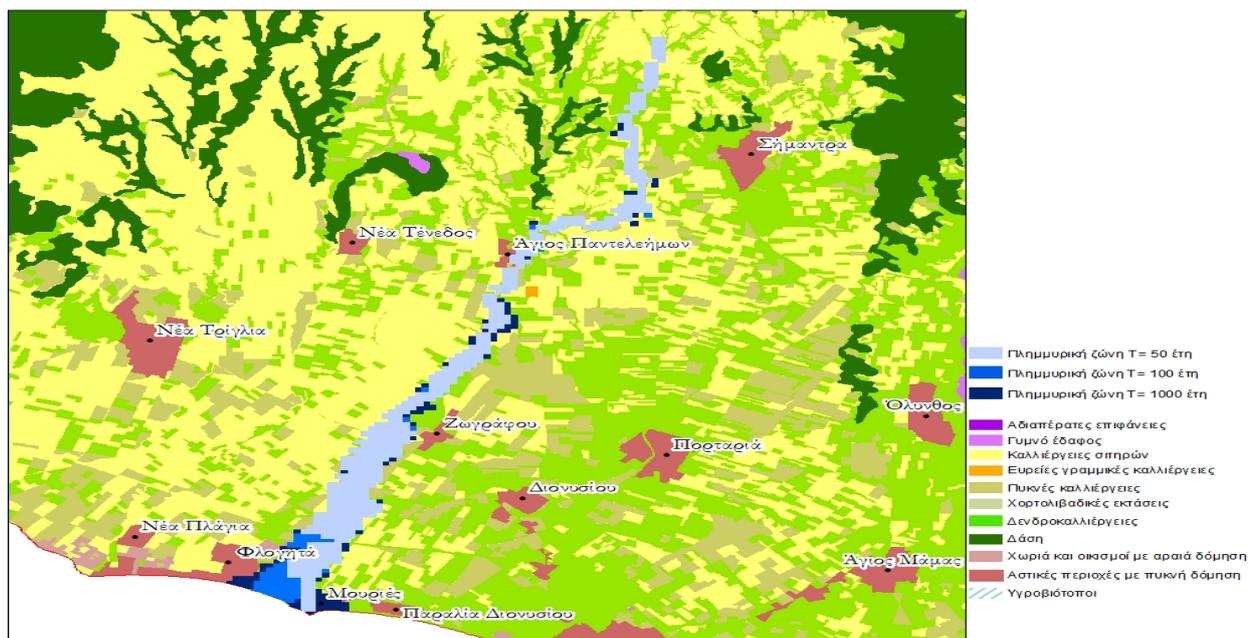 Σήμαντρα
Νέα Τένεδος
Άγιος Παντελεήμων
Νέα Τρίγλια
Όλυνθος
Ζωγράφου
Πορταριά
Διονυσίου
Νέα Πλάγια
Φλογητά
Άγιος Μάμας
Μουριές
Παραλία Διονυσίου
Πλημμυρική ζώνη T= 50 έτη
Πλημμυρική ζώνη T= 100 έτη
Πλημμυρική ζώνη T= 1000 έτη
Αδιαπέρατες επιφάνειες
Γυμνό έδαφος
Καλλιέργειες σιτηρών
Ευρείες γραμμικές καλλιέργειες
Πυκνές καλλιέργειες
Χορτολιβαδικές εκτάσεις
Δενδροκαλλιέργειες
Δάση
Χωριά και οικισμοί με αραιά δόμηση
Αστικές περιοχές με πυκνή δόμηση
Υγροβιότοποι